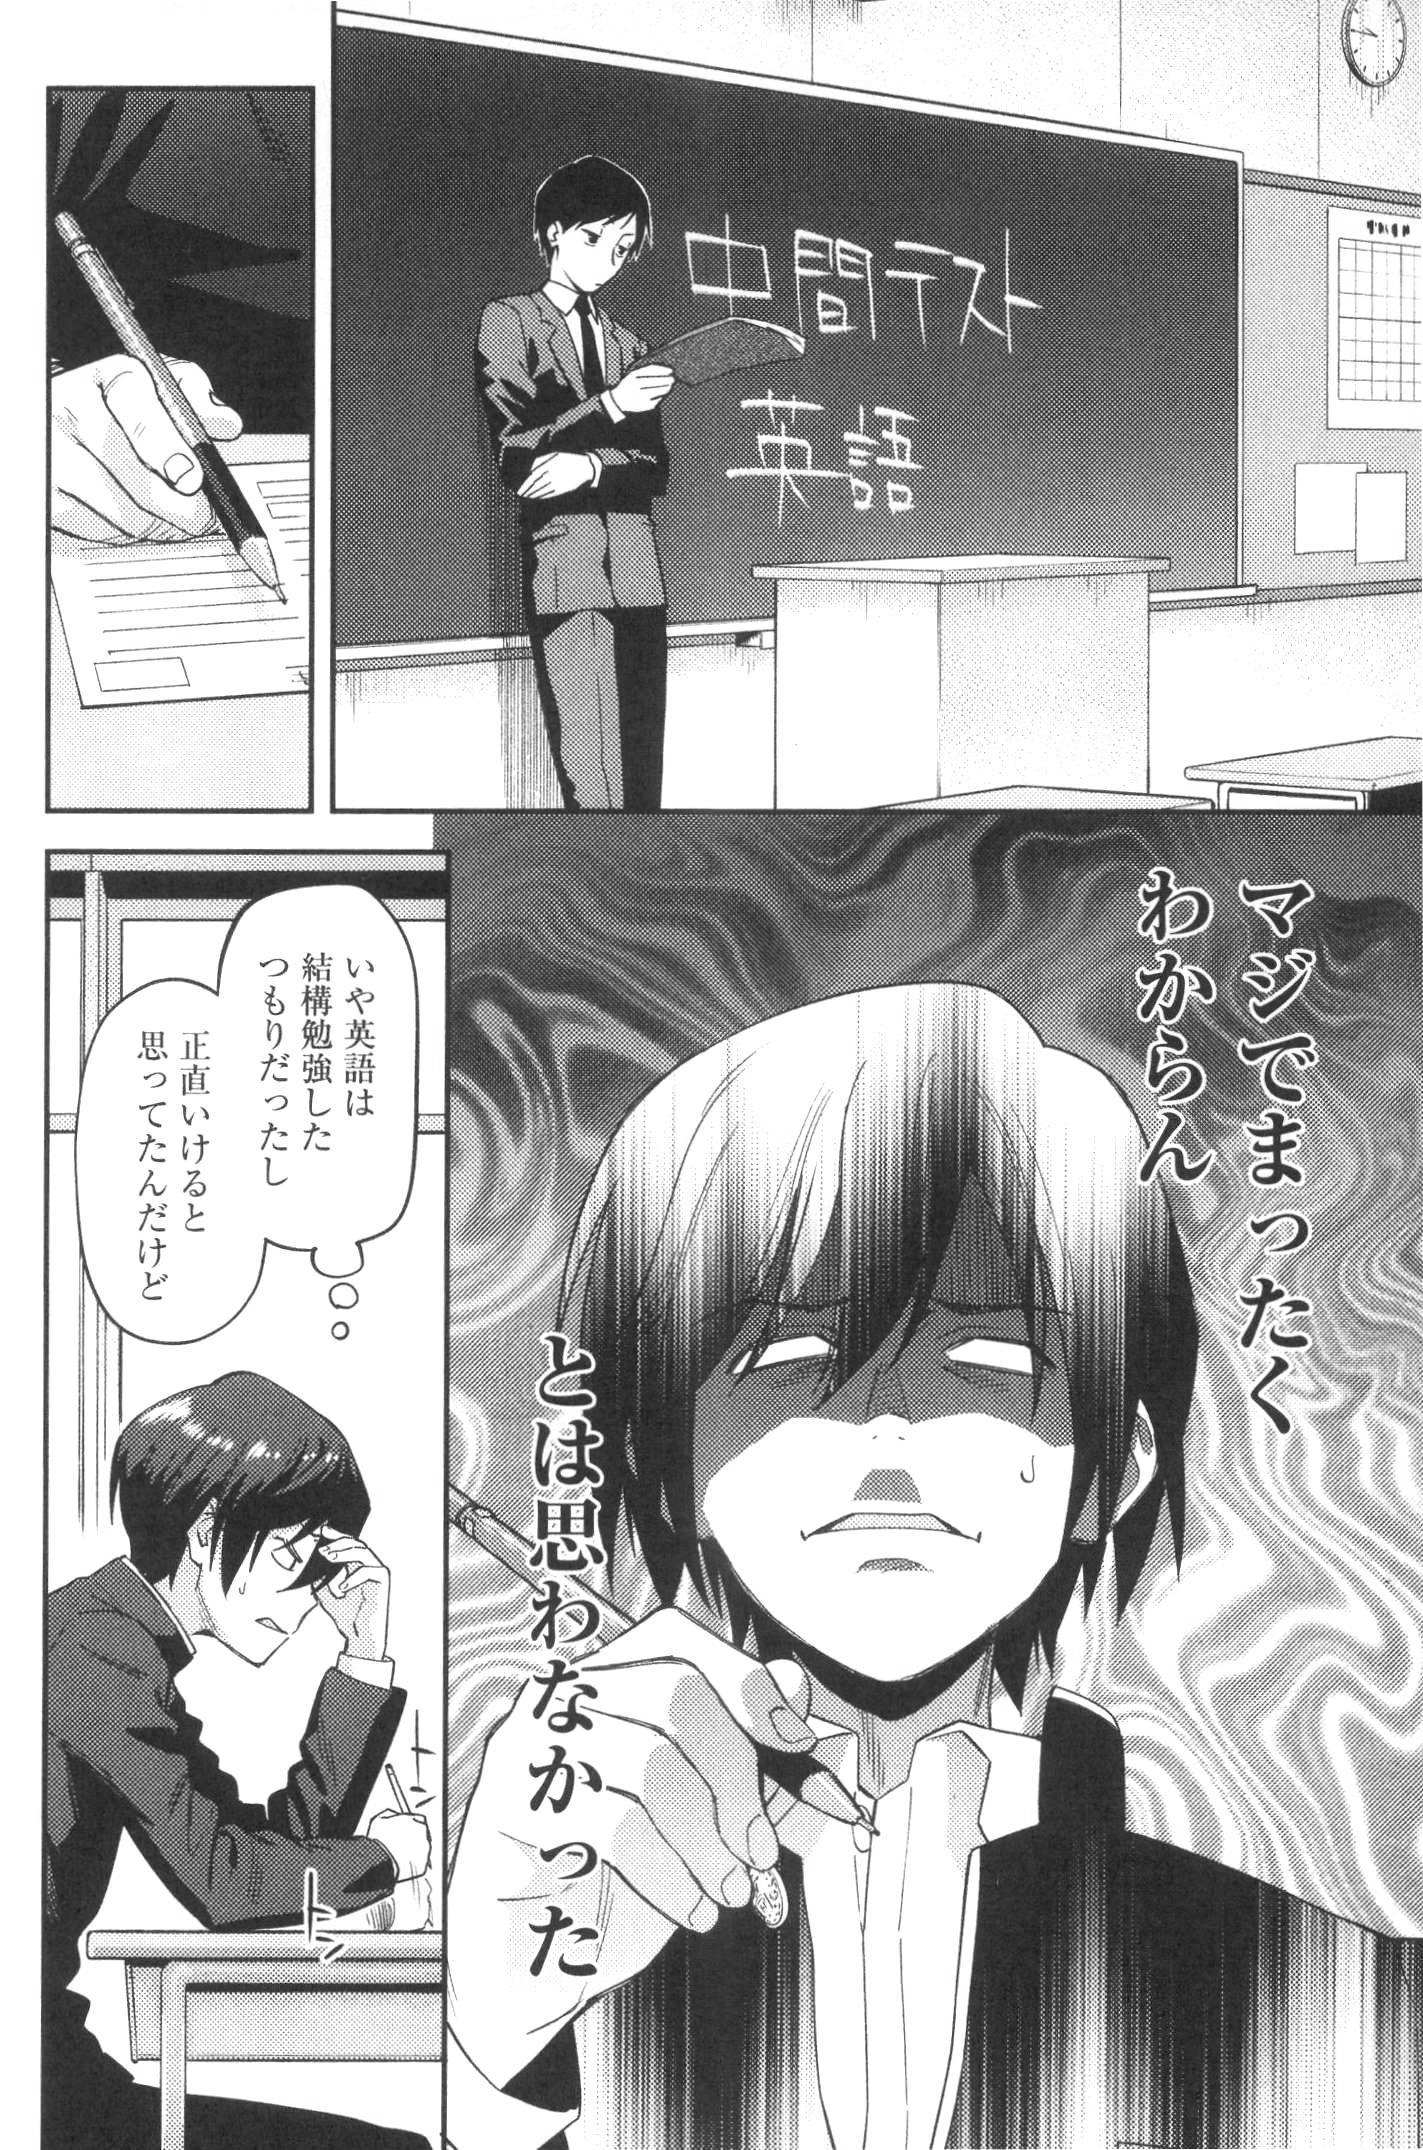 中間テスト
英語
マジでまったく
わからん
とは思わなかった
いや英語は
結構勉強した
つもりだったし
正直いけると
思ってたんだけど
トン